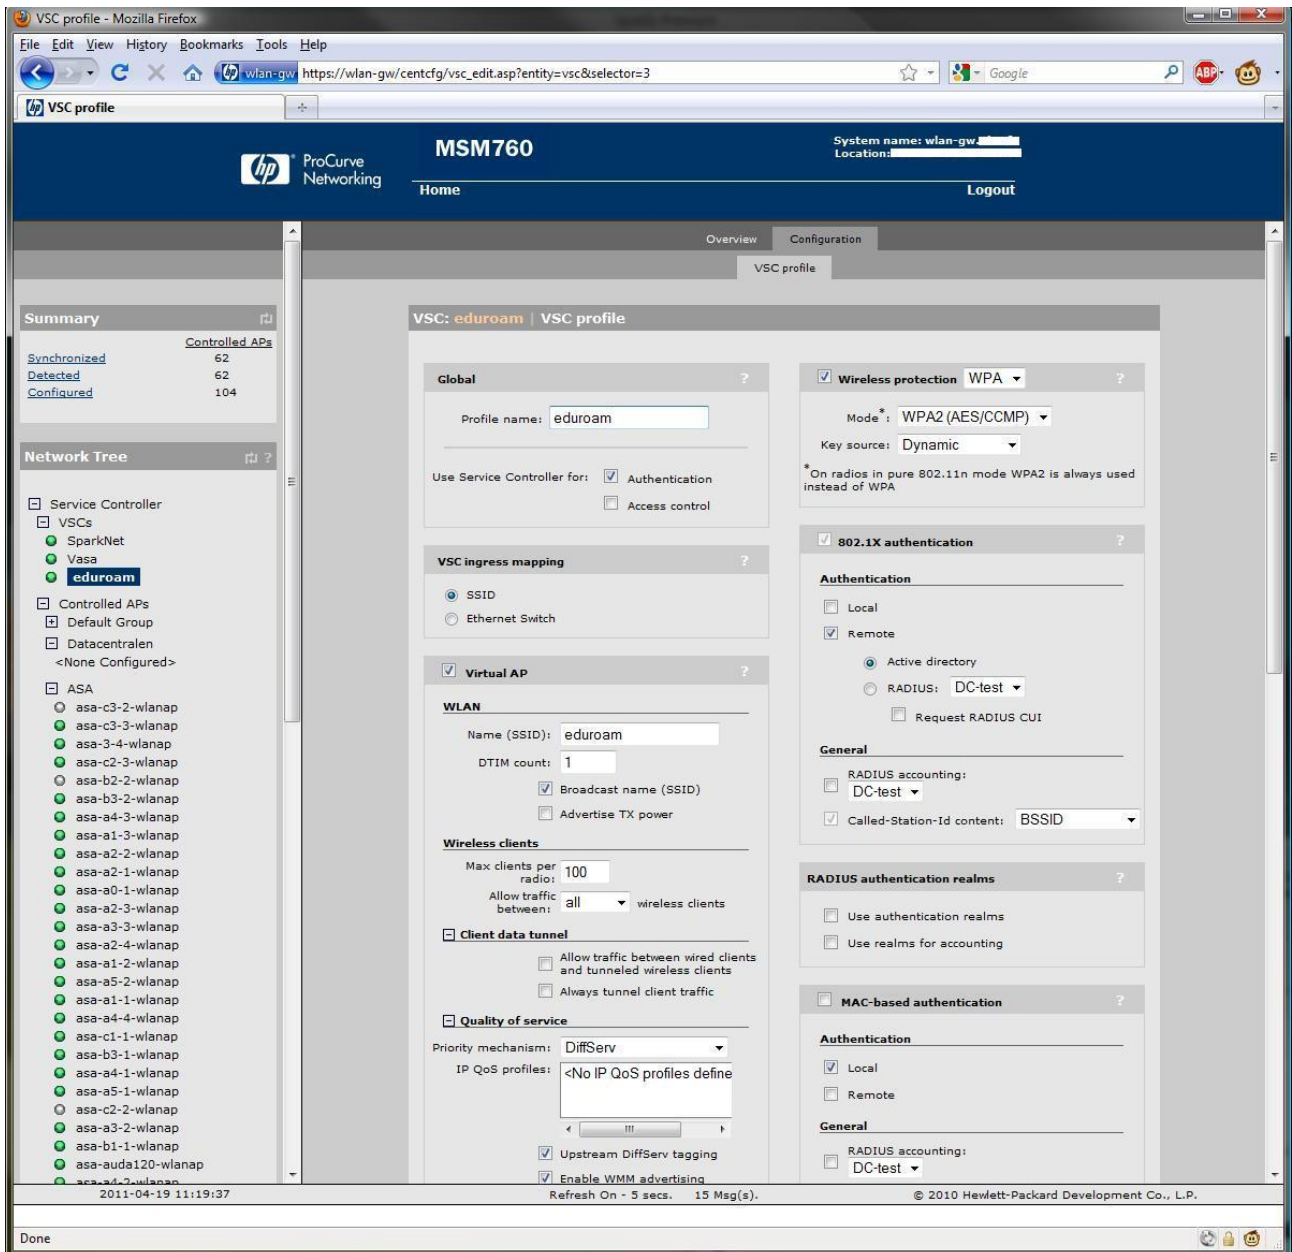 VSC profile - Mozilla Firefox
File Edit View History Bookmarks Tools Help
wlan-gw https://wlan-gw/centcfg/vsc_edit.asp?entity=vsc&selector=3
Google
ABP
VSC profile
hp ProCurve Networking
MSM760
System name: wlan-gw.
Location:
Home
Logout
Overview
Configuration
VSC profile
Summary
Controlled APs
Synchronized 62
Detected 62
Configured 104
Network Tree ?
Service Controller
VSCs
SparkNet
Vasa
eduroam
Controlled APs
Default Group
Datacentralen
<None Configured>
ASA
asa-c3-2-wlanap
asa-c3-3-wlanap
asa-3-4-wlanap
asa-c2-3-wlanap
asa-b2-2-wlanap
asa-b3-2-wlanap
asa-a4-3-wlanap
asa-a1-3-wlanap
asa-a2-2-wlanap
asa-a2-1-wlanap
asa-a0-1-wlanap
asa-a2-3-wlanap
asa-a3-3-wlanap
asa-a2-4-wlanap
asa-a1-2-wlanap
asa-a5-2-wlanap
asa-a1-1-wlanap
asa-a4-4-wlanap
asa-c1-1-wlanap
asa-b3-1-wlanap
asa-a4-1-wlanap
asa-a5-1-wlanap
asa-c2-2-wlanap
asa-a3-2-wlanap
asa-b1-1-wlanap
asa-auda120-wlanap
asa-a4-2-wlanap
VSC: eduroam | VSC profile
Global ?
Profile name: eduroam
Use Service Controller for: Authentication
Access control
VSC ingress mapping ?
SSID
Ethernet Switch
Virtual AP ?
WLAN
Name (SSID): eduroam
DTIM count: 1
Broadcast name (SSID)
Advertise TX power
Wireless clients
Max clients per
radio: 100
Allow traffic
between: all wireless clients
Client data tunnel
Allow traffic between wired clients
and tunneled wireless clients
Always tunnel client traffic
Quality of service
Priority mechanism: DiffServ
IP QoS profiles: <No IP QoS profiles define
Upstream DiffServ tagging
Enable WMM advertising
Wireless protection WPA ?
Mode*: WPA2 (AES/CCMP)
Key source: Dynamic
*On radios in pure 802.11n mode WPA2 is always used
instead of WPA
802.1X authentication ?
Authentication
Local
Remote
Active directory
RADIUS: DC-test
Request RADIUS CUI
General
RADIUS accounting:
DC-test
Called-Station-Id content: BSSID
RADIUS authentication realms ?
Use authentication realms
Use realms for accounting
MAC-based authentication ?
Authentication
Local
Remote
General
RADIUS accounting:
DC-test
2011-04-19 11:19:37
Refresh On - 5 secs. 15 Msg(s).
© 2010 Hewlett-Packard Development Co., L.P.
Done